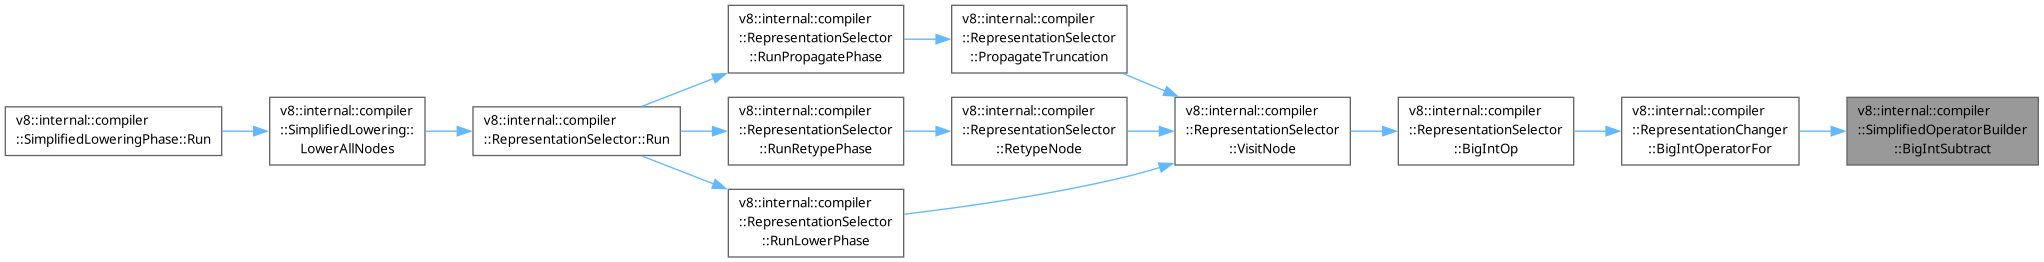 v8::internal::compiler
::SimplifiedLoweringPhase::Run
v8::internal::compiler
::SimplifiedLowering::
LowerAllNodes
v8::internal::compiler
::RepresentationSelector::Run
v8::internal::compiler
::RepresentationSelector
::RunPropagatePhase
v8::internal::compiler
::RepresentationSelector
::PropagateTruncation
v8::internal::compiler
::RepresentationSelector
::RunRetypePhase
v8::internal::compiler
::RepresentationSelector
::RetypeNode
v8::internal::compiler
::RepresentationSelector
::RunLowerPhase
v8::internal::compiler
::RepresentationSelector
::VisitNode
v8::internal::compiler
::RepresentationSelector
::BigIntOp
v8::internal::compiler
::RepresentationChanger
::BigIntOperatorFor
v8::internal::compiler
::SimplifiedOperatorBuilder
::BigIntSubtract